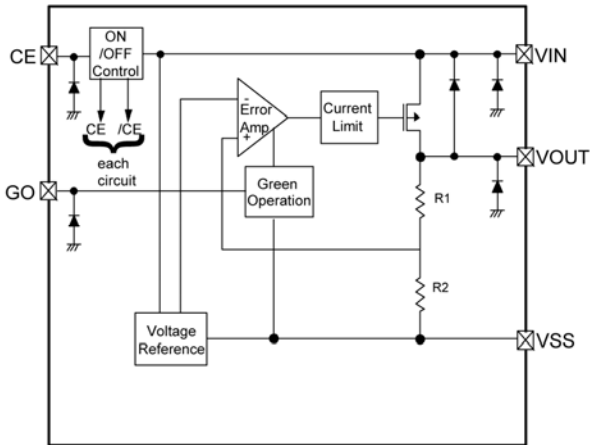 CE
ON
/OFF
Control
VIN
-
Error
Amp
+
Current
Limit
CE /CE
each
circuit
VOUT
GO
Green
Operation
R1
R2
Voltage
Reference
VSS